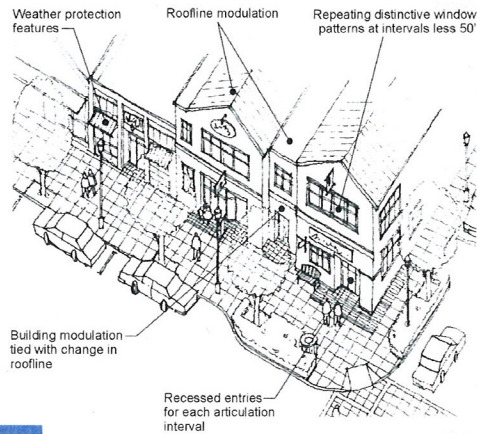 Weather protection
features
Roofline modulation
Repeating distinctive window
patterns at intervals less 50'
Building modulation
tied with change in
roofline
Recessed entries
for each articulation
interval